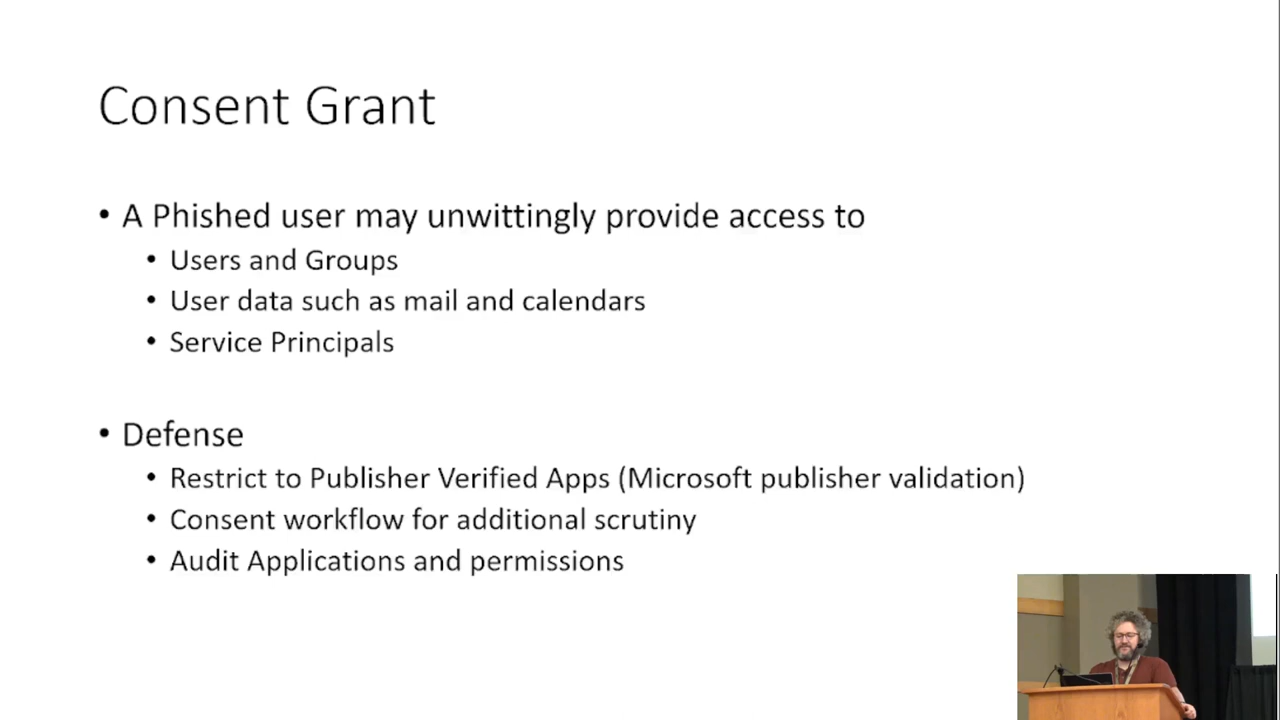 Consent Grant
• A Phished user may unwittingly provide access to
• Users and Groups
• User data such as mail and calendars
• Service Principals
• Defense
• Restrict to Publisher Verified Apps (Microsoft publisher validation)
• Consent workflow for additional scrutiny
• Audit Applications and permissions